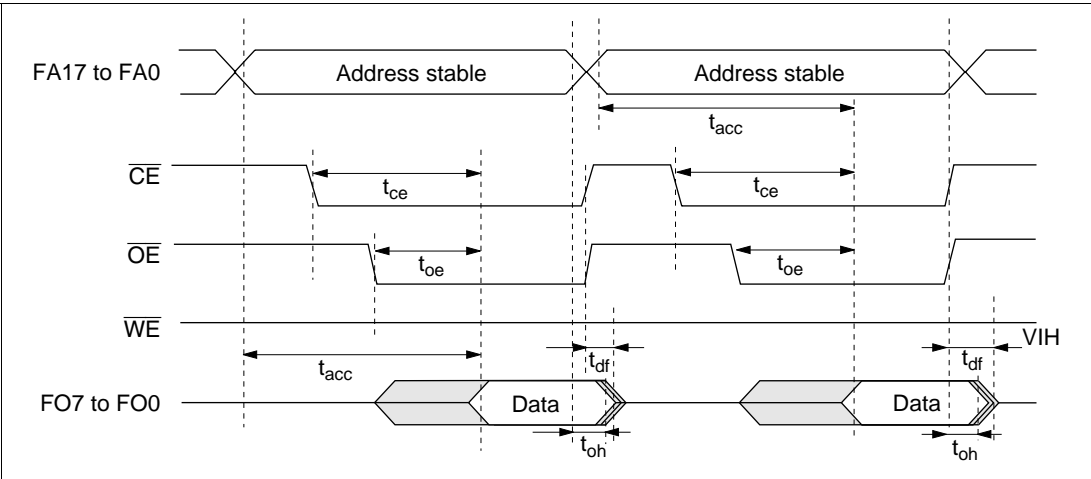 FA17 to FA0
Address stable
Address stable
tacc
CE
tce
tce
OE
toe
toe
WE
VIH
tacc
tdf
tdf
FO7 to FO0
Data
Data
toh
toh